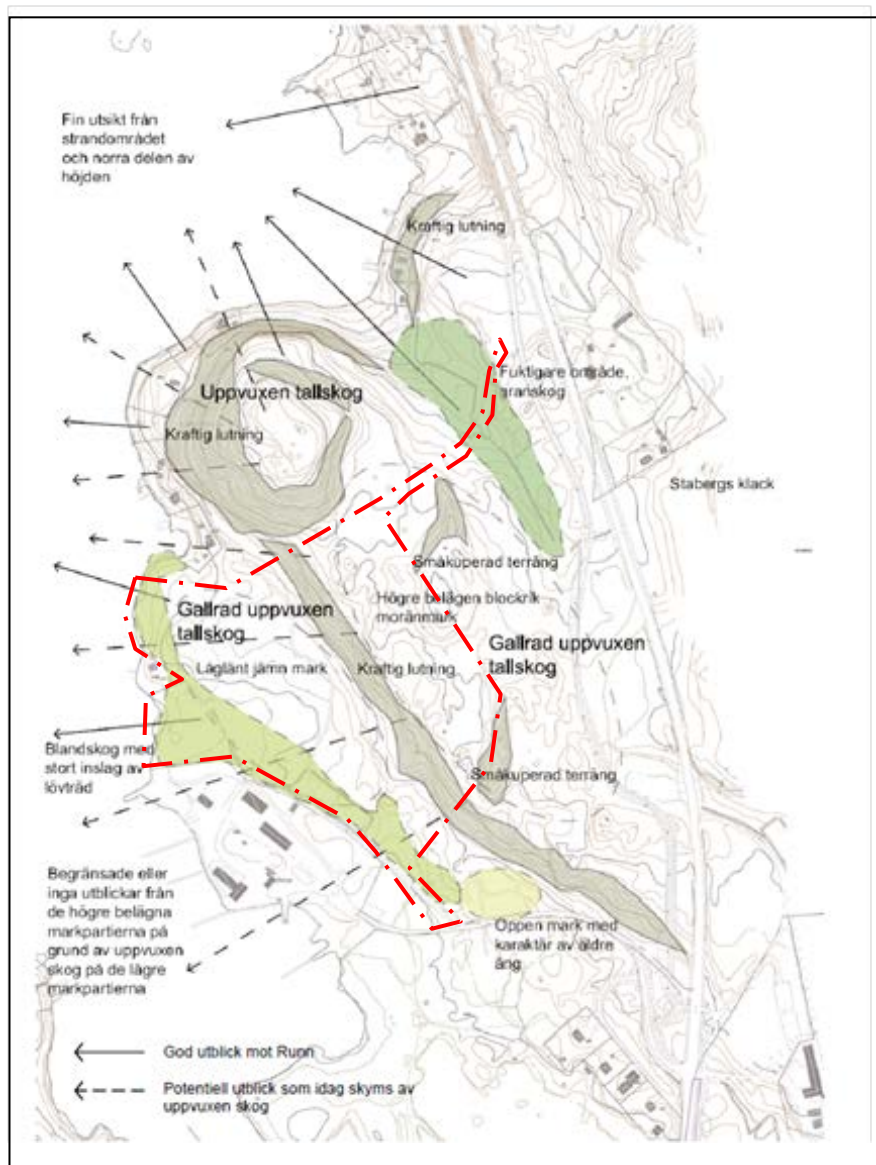 Fin utsikt från
strandområdet
och norra delen av
höjden
Kraftig lutning
Fuktigare område,
granskog
Uppvuxen tallskog
Kraftig lutning
Stabergs klack
Småkuperad terräng
Högre belägen blockrik
moränmark
Gallrad uppvuxen
tallskog
Gallrad uppvuxen
tallskog
Låglänt jämn mark
Kraftig lutning
Blandskog med
stort inslag av
lövträd
Småkuperad terräng
Begränsade eller
inga utblickar från
de högre belägna
markpartierna på
grund av uppvuxen
skog på de lägre
markpartierna
Öppen mark med
karaktär av äldre
äng
God utblick mot Runn
Potentiell utblick som idag skyms av
uppvuxen skog